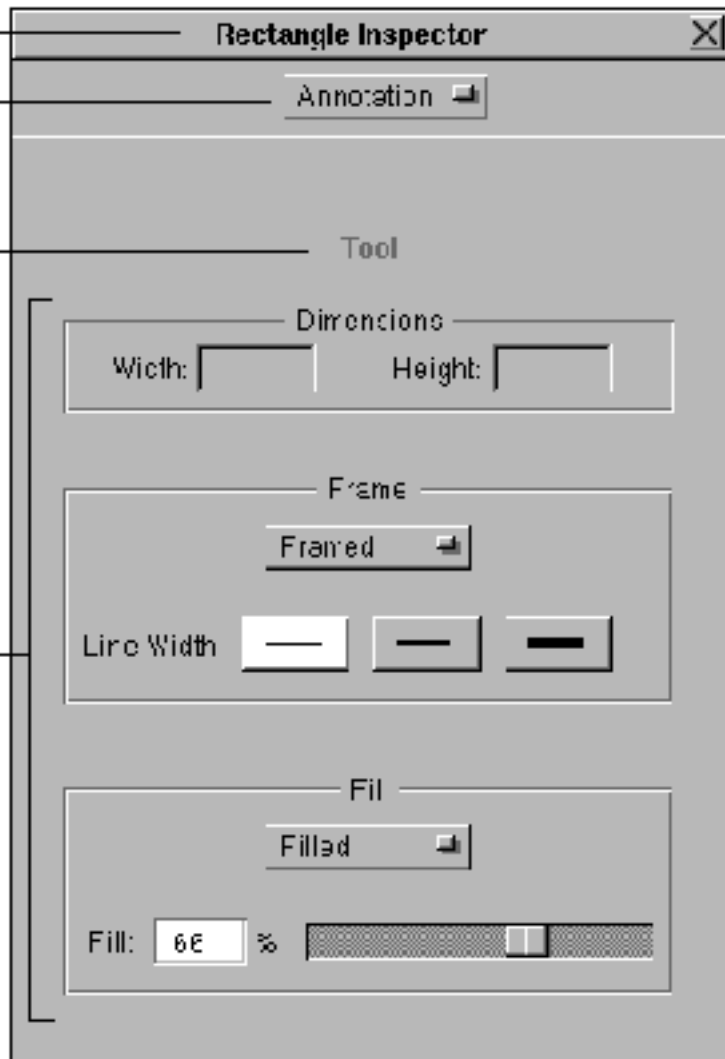 Rectangle Inspector
Annotation
Tool
Dimensions
Width: Height:
Frame
Framed
Line Width
Fill
Filled
Fill: 66 %